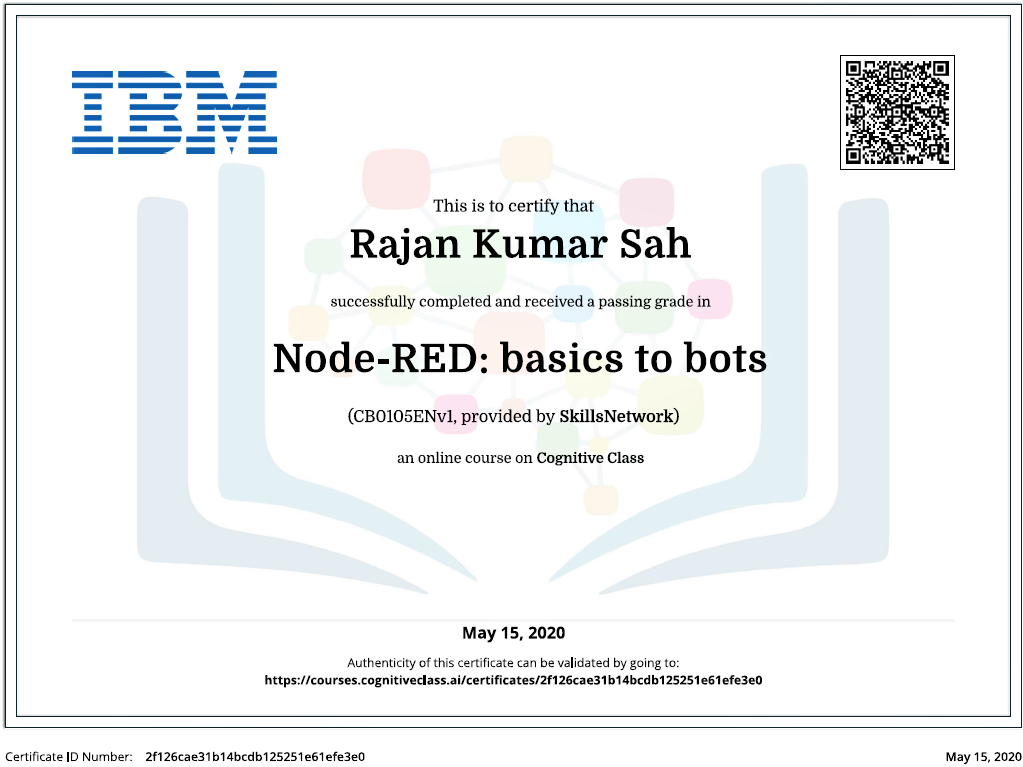 IBM
This is to certify that
Rajan Kumar Sah
successfully completed and received a passing grade in
Node-RED: basics to bots
(CB0105ENv1, provided by SkillsNetwork)
an online course on Cognitive Class
May 15, 2020
Authenticity of this certificate can be validated by going to:
https://courses.cognitiveclass.ai/certificates/2f126cae31b14bcdb125251e61efe3e0
Certificate ID Number: 2f126cae31b14bcdb125251e61efe3e0
May 15, 2020